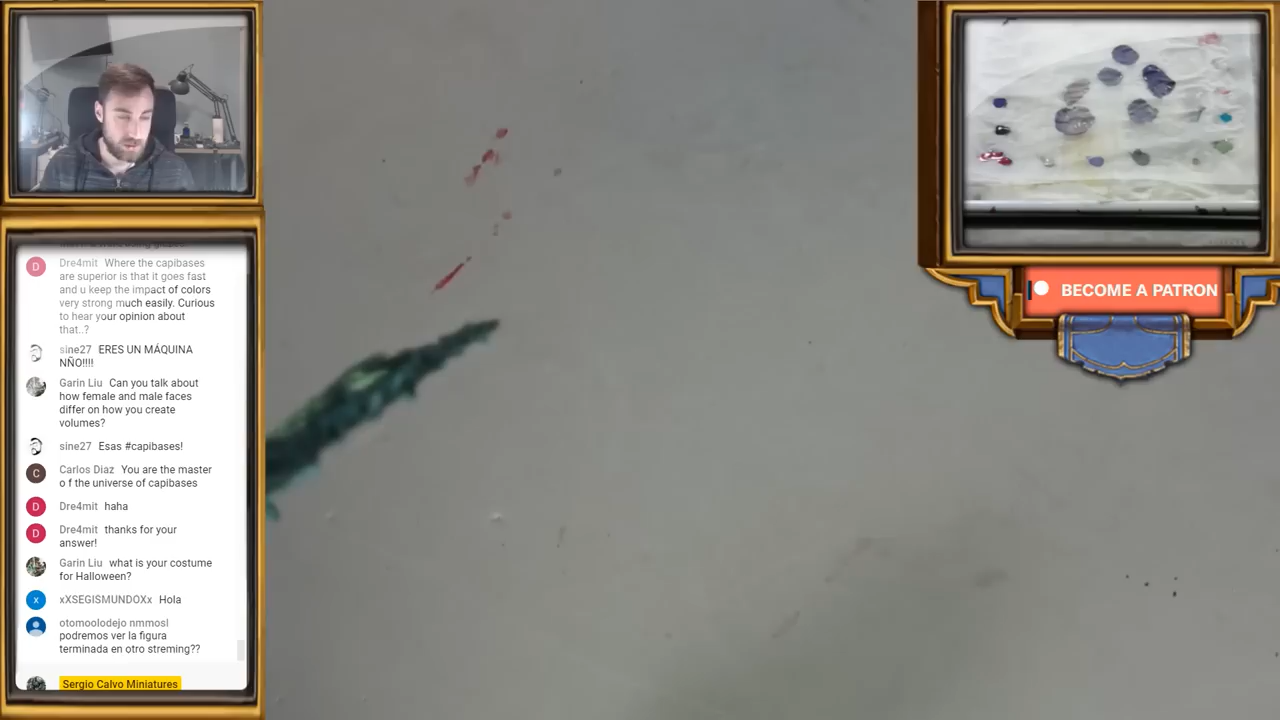 Dre4mit Where the capibases
are superior is that it goes fast
and u keep the impact of colors
very strong much easily. Curious
to hear your opinion about
that..?
sine27 ERES UN MÁQUINA
NÑO!!!!
Garin Liu Can you talk about
how female and male faces
differ on how you create
volumes?
sine27 Esas #capibases!
Carlos Diaz You are the master
o f the universe of capibases
Dre4mit haha
Dre4mit thanks for your
answer!
Garin Liu what is your costume
for Halloween?
xXSEGISMUNDOXx Hola
otomoolodejo nmmosl
podremos ver la figura
terminada en otro streming??
Sergio Calvo Miniatures
BECOME A PATRON